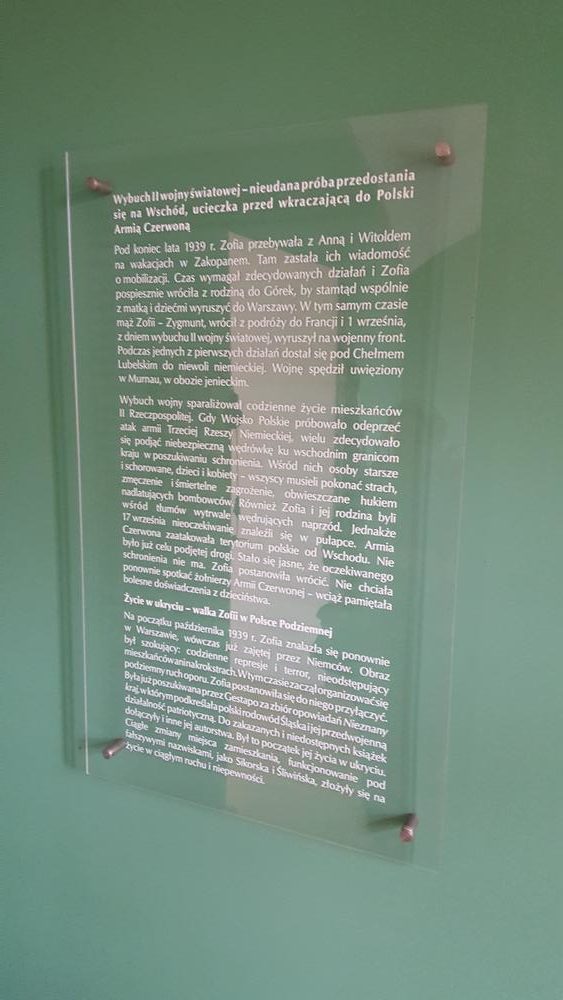 Wybuch II wojny światowej – nieudana próba przedostania
się na Wschód, ucieczka przed wkraczającą do Polski
Armią Czerwoną
Pod koniec lata 1939 r. Zofia przebywała z Anną i Witoldem
na wakacjach w Zakopanem. Tam zastała ich wiadomość
o mobilizacji. Czas wymagał zdecydowanych działań i Zofia
pospiesznie wróciła z rodziną do Górek, by stamtąd wspólnie
z matką i dziećmi wyruszyć do Warszawy. W tym samym czasie
mąż Zofii – Zygmunt, wrócił z podróży do Francji i 1 września,
z dniem wybuchu II wojny światowej, wyruszył na wojenny front.
Podczas jednych z pierwszych działań dostał się pod Chełmem
Lubelskim do niewoli niemieckiej. Wojnę spędził uwięziony
w Murnau, w obozie jenieckim.
Wybuch wojny sparaliżował codzienne życie mieszkańców
II Rzeczpospolitej. Gdy Wojsko Polskie próbowało odeprzeć
atak armii Trzeciej Rzeszy Niemieckiej, wielu zdecydowało
się podjąć niebezpieczną wędrówkę ku wschodnim granicom
kraju w poszukiwaniu schronienia. Wśród nich osoby starsze
i schorowane, dzieci i kobiety – wszyscy musieli pokonać strach,
zmęczenie i śmiertelne zagrożenie, obwieszczane hukiem
nadlatujących bombowców. Również Zofia i jej rodzina byli
wśród tłumów wytrwale wędrujących naprzód. Jednakże
17 września nieoczekiwanie znaleźli się w pułapce. Armia
Czerwona zaatakowała terytorium polskie od Wschodu. Nie
było już celu podjętej drogi. Stało się jasne, że oczekiwanego
schronienia nie ma. Zofia postanowiła wrócić. Nie chciała
ponownie spotkać żołnierzy Armii Czerwonej – wciąż pamiętała
bolesne doświadczenia z dzieciństwa.
Życie w ukryciu – walka Zofii w Polsce Podziemnej
Na początku października 1939 r. Zofia znalazła się ponownie
w Warszawie, wówczas już zajętej przez Niemców. Obraz
był szokujący: codzienne represje i terror, nieodstępujący
mieszkańców ani na krok strach. W tym czasie zaczął organizować się
podziemny ruch oporu. Zofia postanowiła się do niego przyłączyć.
Była już poszukiwana przez Gestapo za zbiór opowiadań Nieznany
kraj, w którym podkreślała polski rodowód Śląska i jej przedwojenną
działalność patriotyczną. Do zakazanych i niedostępnych książek
dołączyły i inne jej autorstwa. Był to początek jej życia w ukryciu.
Ciągłe zmiany miejsca zamieszkania, funkcjonowanie pod
fałszywymi nazwiskami, jako Sikorska i Śliwińska, złożyły się na
życie w ciągłym ruchu i niepewności.